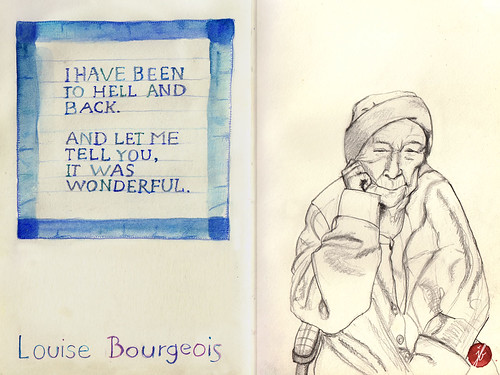 I HAVE BEEN
TO HELL AND
BACK.
AND LET ME
TELL YOU,
IT WAS
WONDERFUL.
Louise Bourgeois